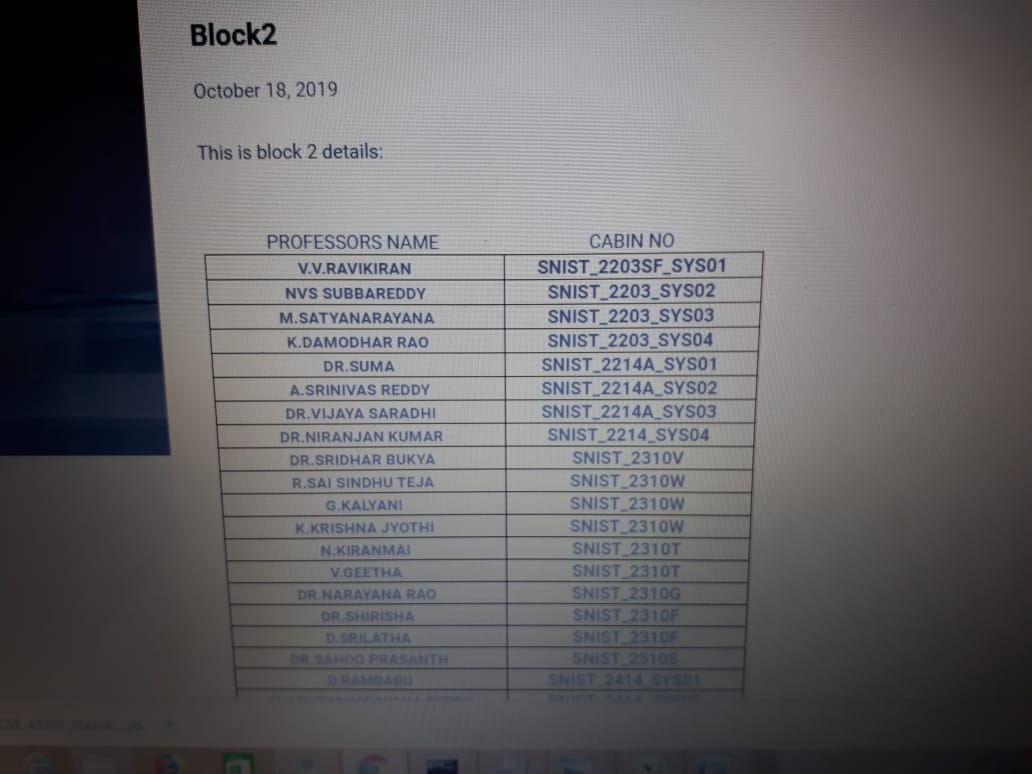 Block2
October 18, 2019
This is block 2 details:
PROFESSORS NAME CABIN NO
V.V.RAVIKIRAN SNIST_2203SF_SYS01
NVS SUBBAREDDY SNIST_2203_SYS02
M.SATYANARAYANA SNIST_2203_SYS03
K.DAMODHAR RAO SNIST_2203_SYS04
DR.SUMA SNIST_2214A_SYS01
A.SRINIVAS REDDY SNIST_2214A_SYS02
DR.VIJAYA SARADHI SNIST_2214A_SYS03
DR.NIRANJAN KUMAR SNIST_2214_SYS04
DR.SRIDHAR BUKYA SNIST_2310V
R.SAI SINDHU TEJA SNIST_2310W
G.KALYANI SNIST_2310W
K.KRISHNA JYOTHI SNIST_2310W
N.KIRANMAI SNIST_2310T
V.GEETHA SNIST_2310T
DR.NARAYANA RAO SNIST_2310G
DR.SHIRISHA SNIST_2310F
D.SRILATHA SNIST_2310F
DR.SAHOO PRASANTH SNIST_2310S
D.RAMBABU SNIST_2414_SYS01